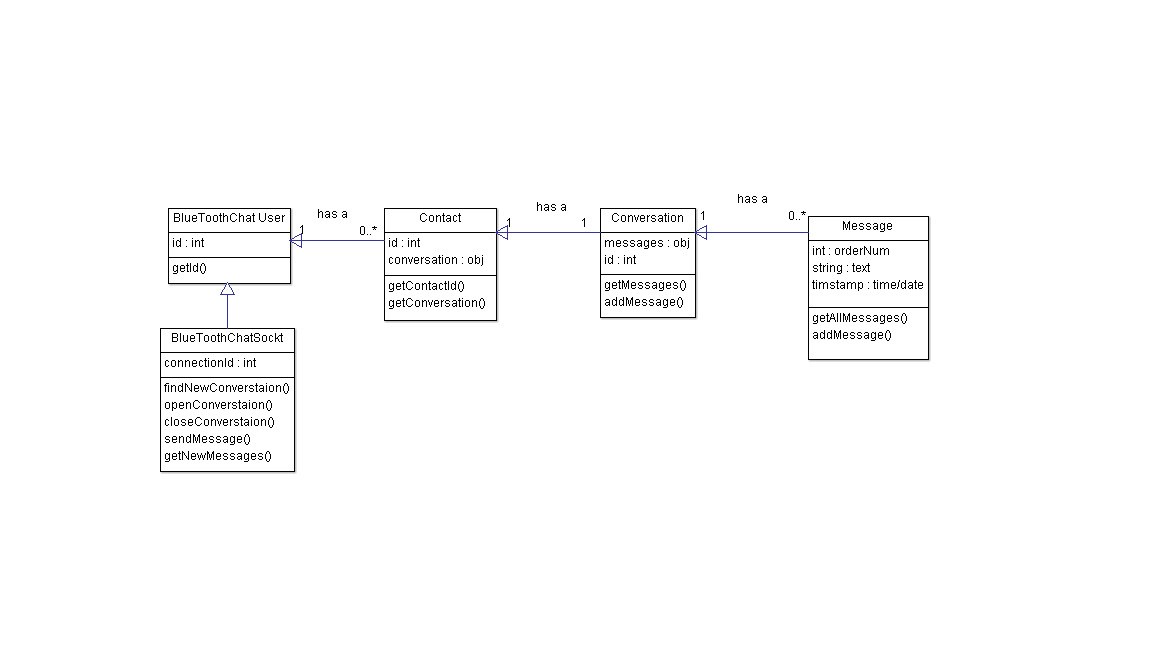 BlueToothChat User
id : int
getId()
1
has a
0..*
Contact
id : int
conversation : obj
getContactId()
getConversation()
1
has a
1
Conversation
messages : obj
id : int
getMessages()
addMessage()
1
has a
0..*
Message
int : orderNum
string : text
timstamp : time/date
getAllMessages()
addMessage()
BlueToothChatSockt
connectionId : int
findNewConverstaion()
openConverstaion()
closeConverstaion()
sendMessage()
getNewMessages()